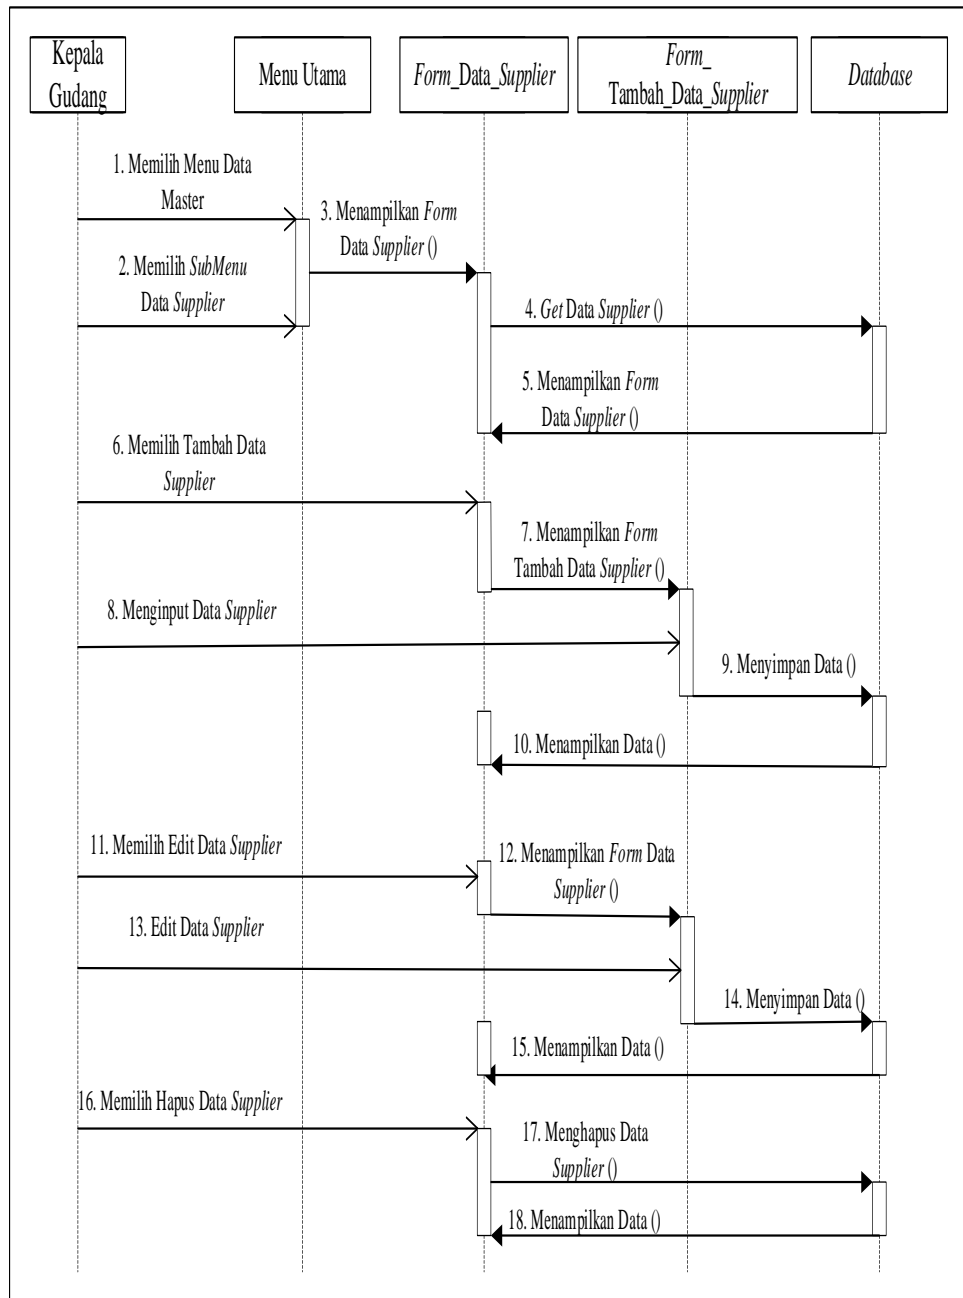 Kepala
Gudang
Menu Utama
Form_Data_Supplier
Form_
Tambah_Data_Supplier
Database
1. Memilih Menu Data
Master
3. Menampilkan Form
Data Supplier ()
2. Memilih SubMenu
Data Supplier
4. Get Data Supplier ()
5. Menampilkan Form
Data Supplier ()
6. Memilih Tambah Data
Supplier
7. Menampilkan Form
Tambah Data Supplier ()
8. Menginput Data Supplier
9. Menyimpan Data ()
10. Menampilkan Data ()
11. Memilih Edit Data Supplier
12. Menampilkan Form Data
Supplier ()
13. Edit Data Supplier
14. Menyimpan Data ()
15. Menampilkan Data ()
16. Memilih Hapus Data Supplier
17. Menghapus Data
Supplier ()
18. Menampilkan Data ()